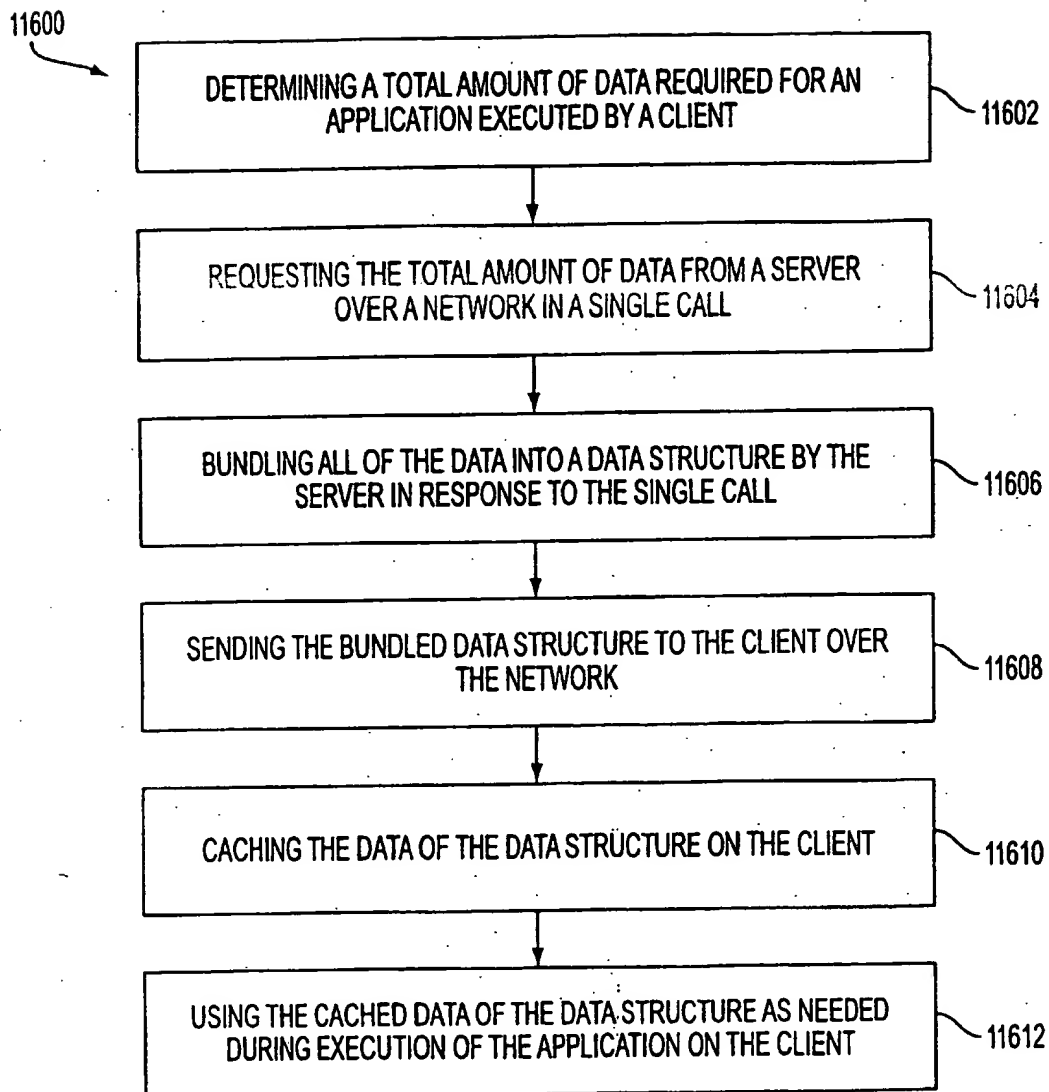 11600
DETERMINING A TOTAL AMOUNT OF DATA REQUIRED FOR AN
APPLICATION EXECUTED BY A CLIENT
11602
REQUESTING THE TOTAL AMOUNT OF DATA FROM A SERVER
OVER A NETWORK IN A SINGLE CALL
11604
BUNDLING ALL OF THE DATA INTO A DATA STRUCTURE BY THE
SERVER IN RESPONSE TO THE SINGLE CALL
11606
SENDING THE BUNDLED DATA STRUCTURE TO THE CLIENT OVER
THE NETWORK
11608
CACHING THE DATA OF THE DATA STRUCTURE ON THE CLIENT
11610
USING THE CACHED DATA OF THE DATA STRUCTURE AS NEEDED
DURING EXECUTION OF THE APPLICATION ON THE CLIENT
11612